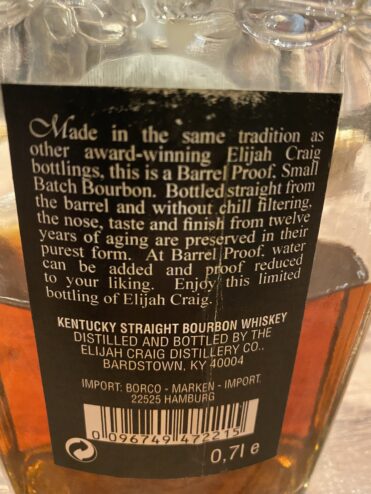 Made in the same tradition as
other award-winning Elijah Craig
bottlings, this is a Barrel Proof, Small
Batch Bourbon. Bottled straight from
the barrel and without chill filtering,
the nose, taste and finish from twelve
years of aging are preserved in their
purest form. At Barrel Proof, water
can be added and proof reduced
to your liking. Enjoy this limited
bottling of Elijah Craig.
KENTUCKY STRAIGHT BOURBON WHISKEY
DISTILLED AND BOTTLED BY THE
ELIJAH CRAIG DISTILLERY CO..
BARDSTOWN, KY 40004
IMPORT: BORCO - MARKEN - IMPORT
22525 HAMBURG
0 096749 472215
0,7l e